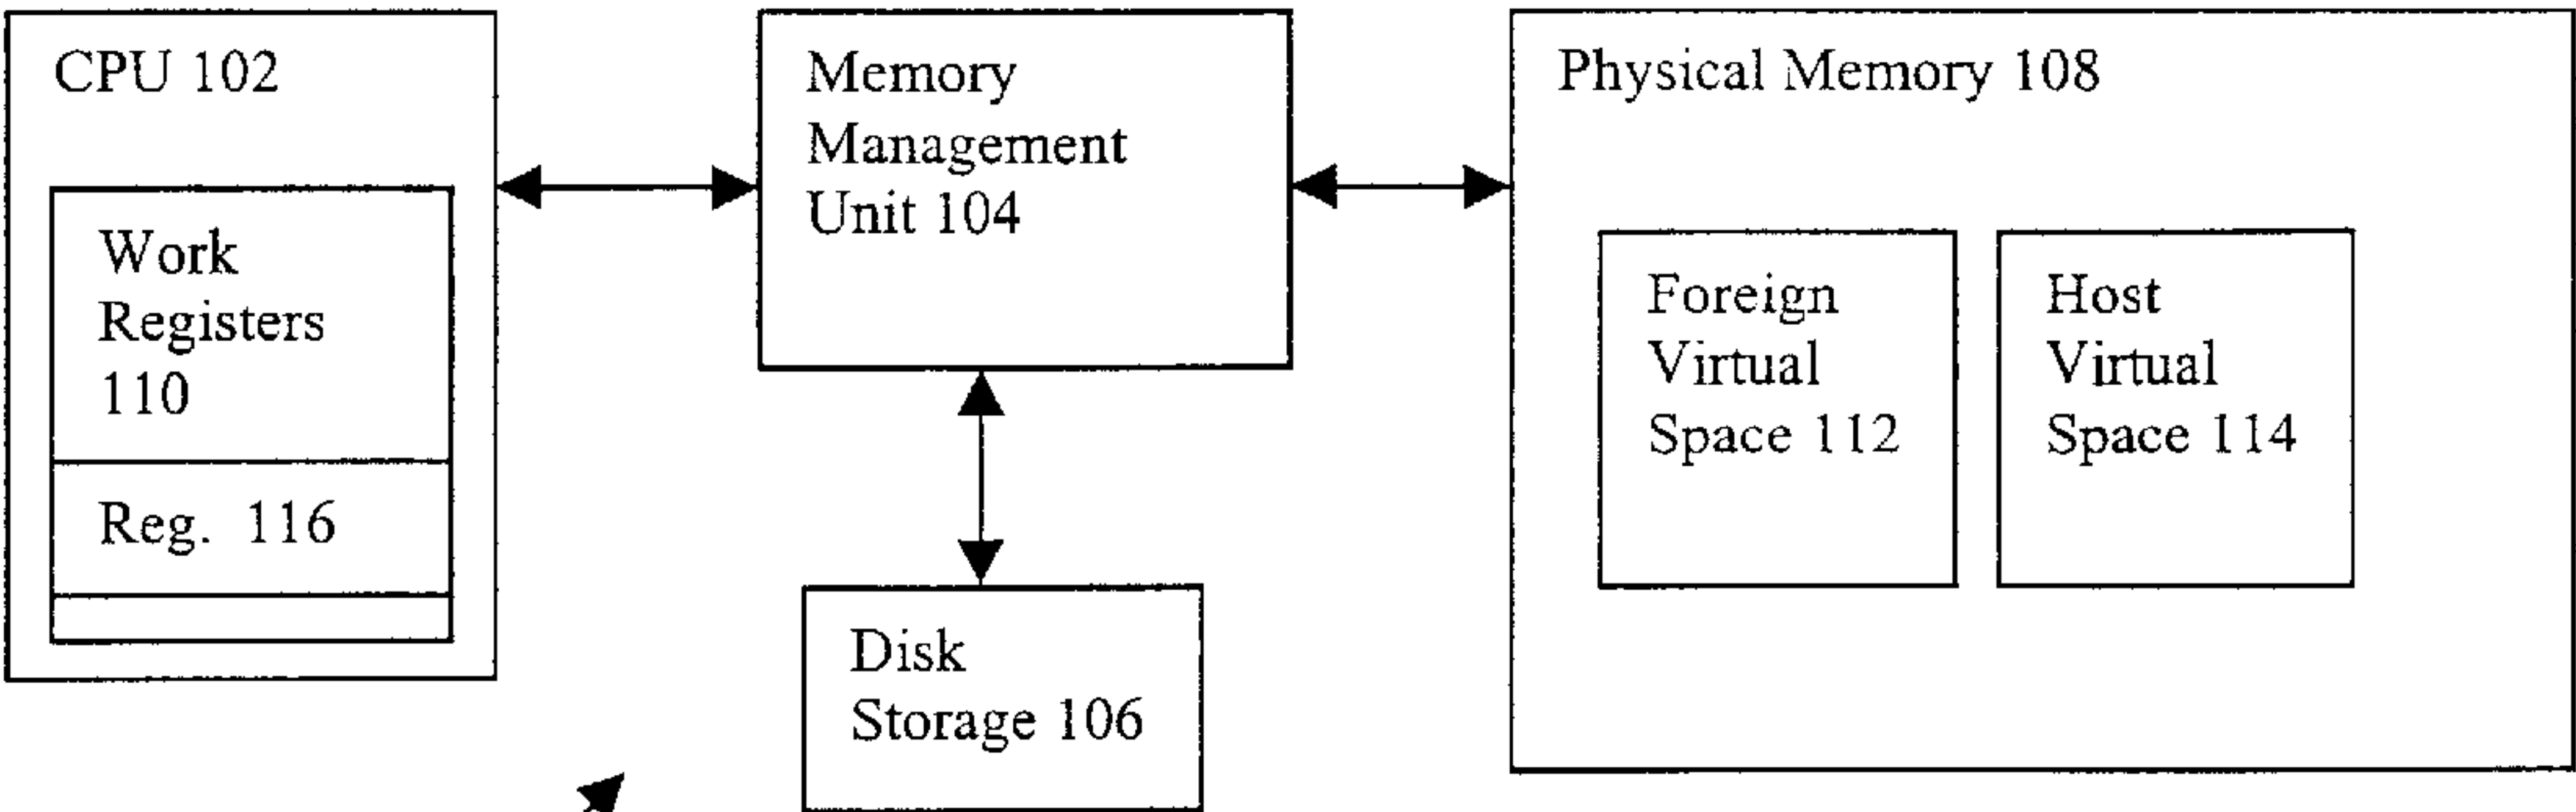 CPU 102
Work
Registers
110
Reg. 116
Memory
Management
Unit 104
Disk
Storage 106
Physical Memory 108
Foreign
Virtual
Space 112
Host
Virtual
Space 114